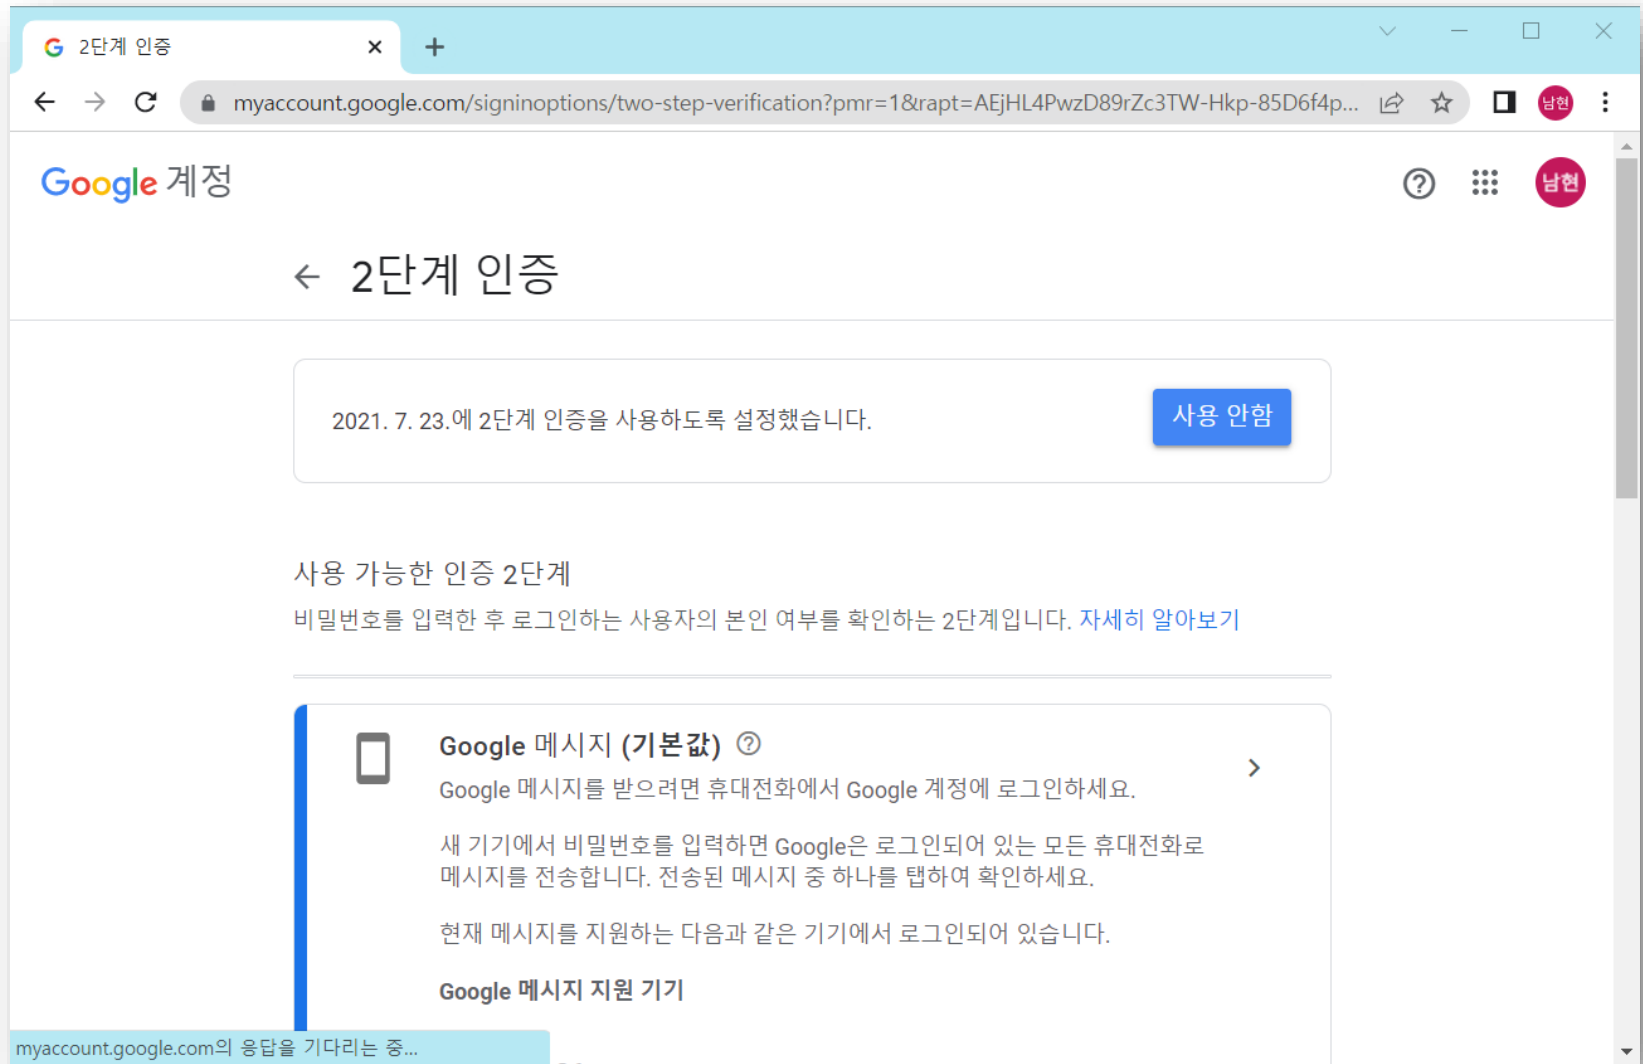 2단계 인증
myaccount.google.com/signinoptions/two-step-verification?pmr=1&rapt=AEjHL4PwzD89rZc3TW-Hkp-85D6f4p...
남현
Google 계정
남현
2단계 인증
2021. 7. 23.에 2단계 인증을 사용하도록 설정했습니다.
사용 안함
사용 가능한 인증 2단계
비밀번호를 입력한 후 로그인하는 사용자의 본인 여부를 확인하는 2단계입니다. 자세히 알아보기
Google 메시지 (기본값)
Google 메시지를 받으려면 휴대전화에서 Google 계정에 로그인하세요.
새 기기에서 비밀번호를 입력하면 Google은 로그인되어 있는 모든 휴대전화로
메시지를 전송합니다. 전송된 메시지 중 하나를 탭하여 확인하세요.
현재 메시지를 지원하는 다음과 같은 기기에서 로그인되어 있습니다.
Google 메시지 지원 기기
myaccount.google.com의 응답을 기다리는 중...